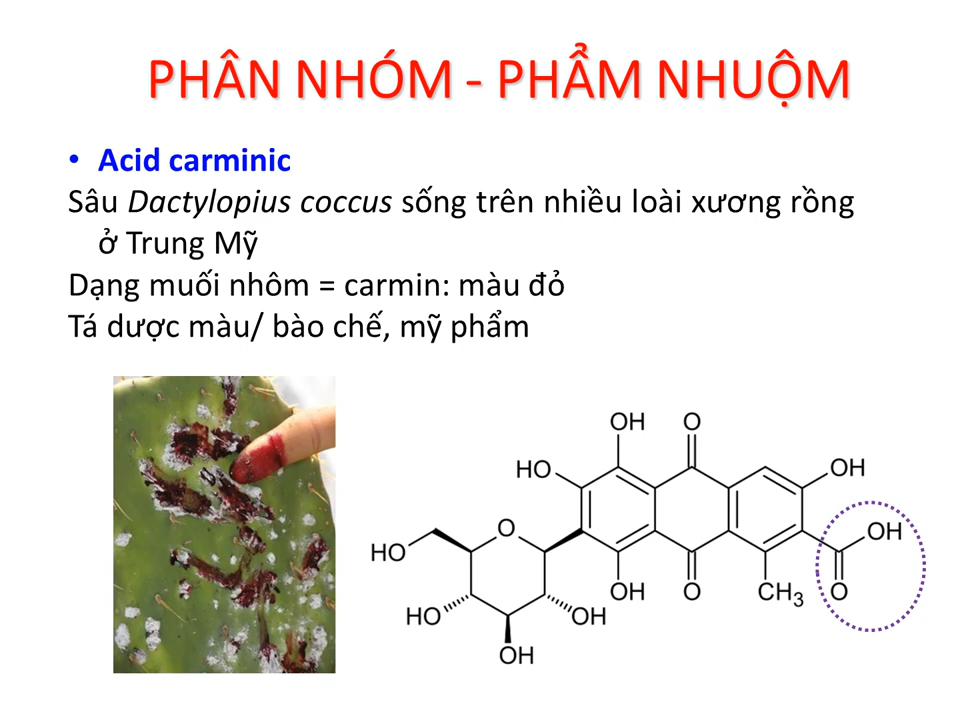 PHÂN NHÓM - PHẨM NHUỘM
• Acid carminic
Sâu Dactylopius coccus sống trên nhiều loài xương rồng
ở Trung Mỹ
Dạng muối nhôm = carmin: màu đỏ
Tá dược màu/ bào chế, mỹ phẩm
OH O
HO OH
O OH
HO
OH O CH3 O
HO OH
OH